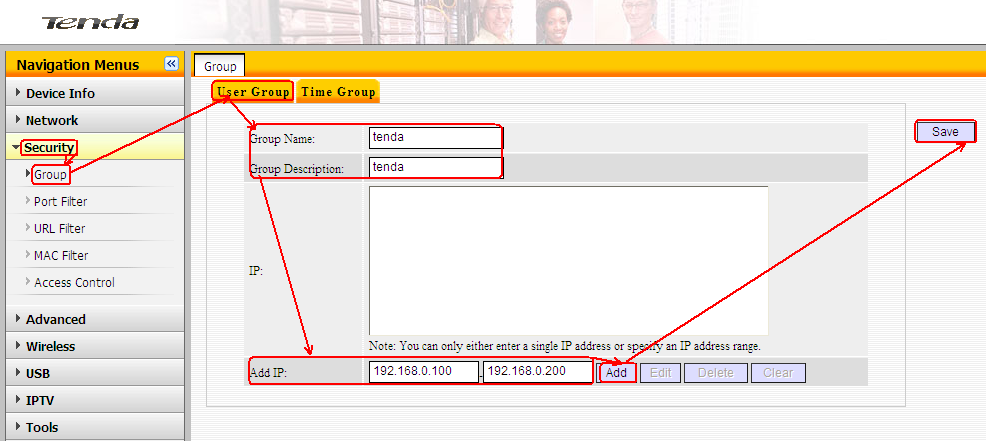 Tenda
Navigation Menus
Device Info
Network
Security
Group
Port Filter
URL Filter
MAC Filter
Access Control
Advanced
Wireless
USB
IPTV
Tools
Group
User Group Time Group
Group Name: tenda
Group Description: tenda
IP:
Note: You can only either enter a single IP address or specify an IP address range.
Add IP: 192.168.0.100 - 192.168.0.200 Add Edit Delete Clear
Save